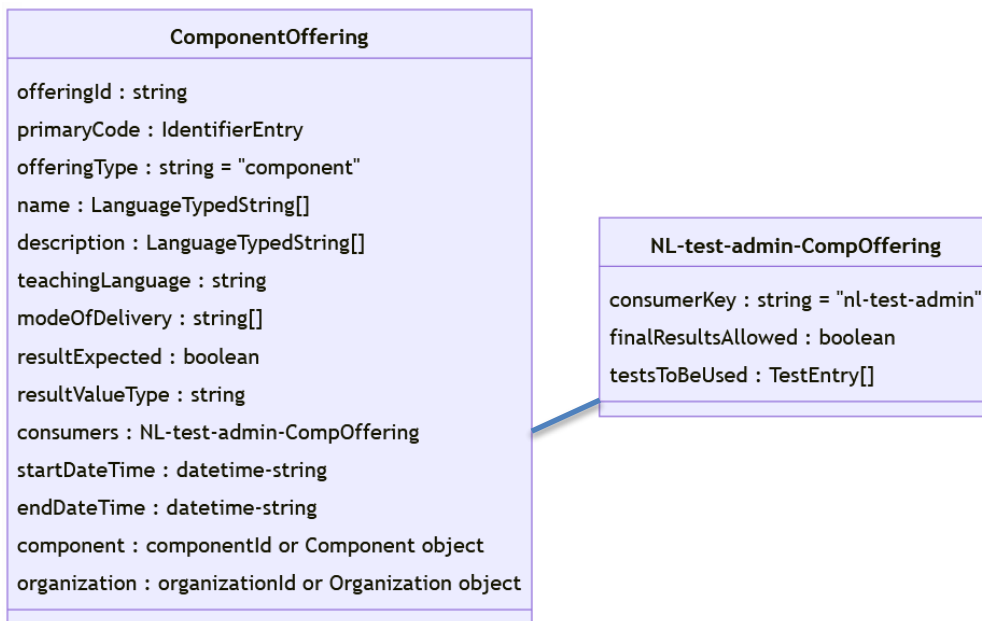 ComponentOffering
offeringId : string
primaryCode : IdentifierEntry
offeringType : string = "component"
name : LanguageTypedString[]
description : LanguageTypedString[]
teachingLanguage : string
modeOfDelivery : string[]
resultExpected : boolean
resultValueType : string
consumers : NL-test-admin-CompOffering
startDateTime : datetime-string
endDateTime : datetime-string
component : componentId or Component object
organization : organizationId or Organization object
NL-test-admin-CompOffering
consumerKey : string = "nl-test-admin"
finalResultsAllowed : boolean
testsToBeUsed : TestEntry[]